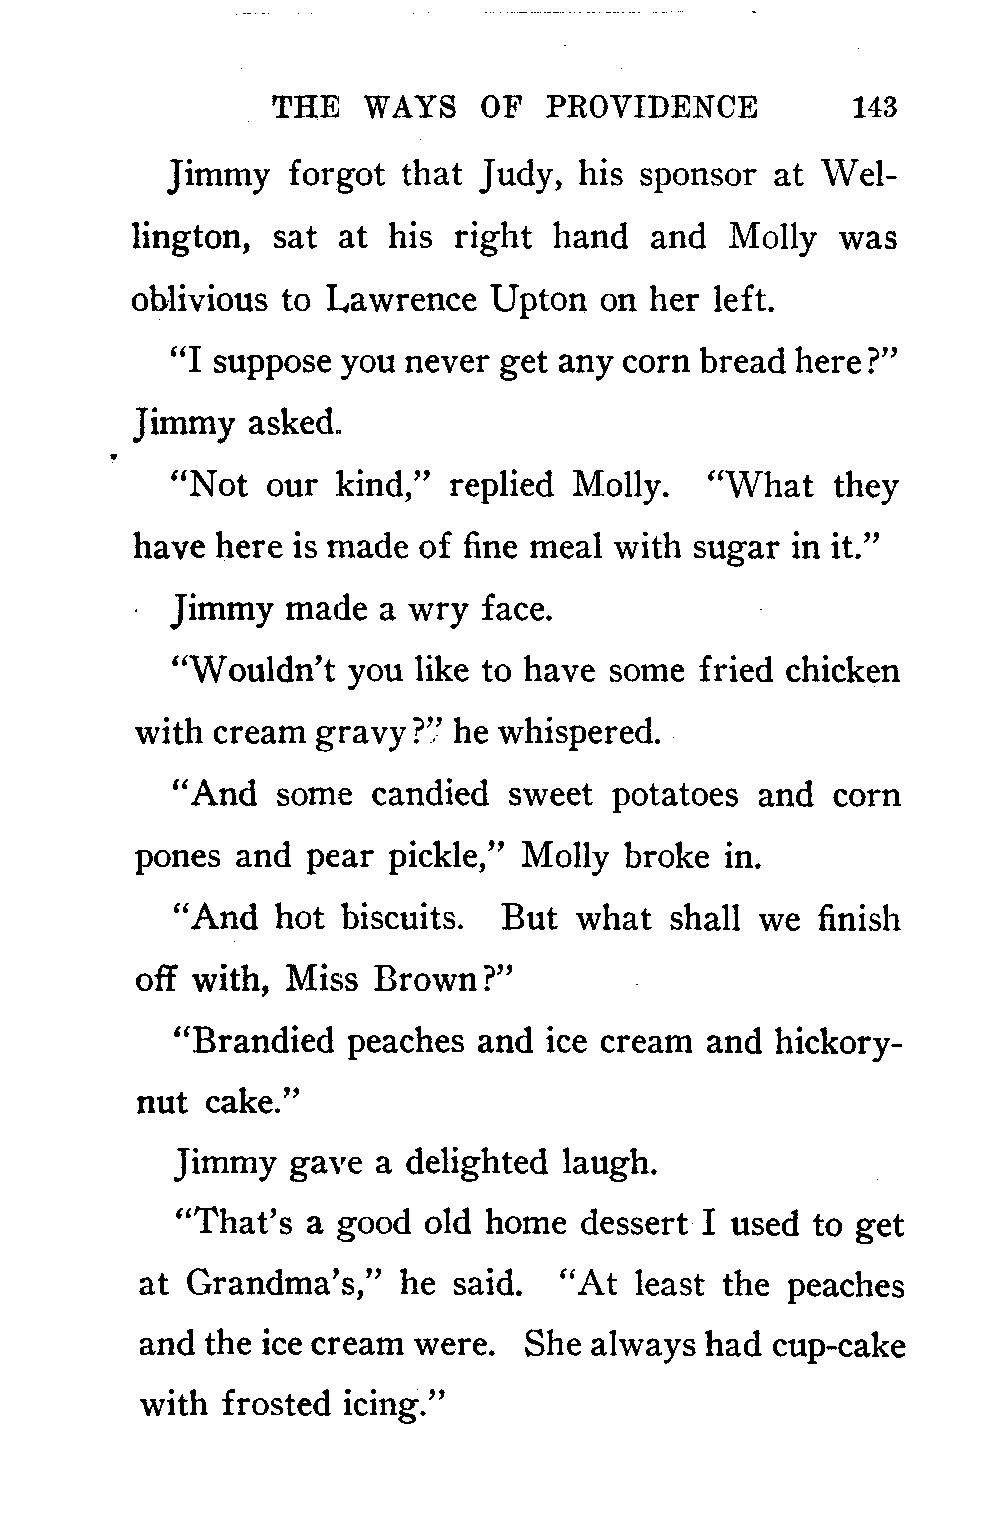 THE WAYS OF PROVIDENCE 143
Jimmy forgot that Judy, his sponsor at Wel-
lington, sat at his right hand and Molly was
oblivious to Lawrence Upton on her left.
“I suppose you never get any corn bread here?”
Jimmy asked.
“Not our kind,” replied Molly. “What they
have here is made of fine meal with sugar in it.”
Jimmy made a wry face.
“Wouldn’t you like to have some fried chicken
with cream gravy?” he whispered.
“And some candied sweet potatoes and corn
pones and pear pickle,” Molly broke in.
“And hot biscuits. But what shall we finish
off with, Miss Brown?”
“Brandied peaches and ice cream and hickory-
nut cake.”
Jimmy gave a delighted laugh.
“That’s a good old home dessert I used to get
at Grandma’s,” he said. “At least the peaches
and the ice cream were. She always had cup-cake
with frosted icing.”